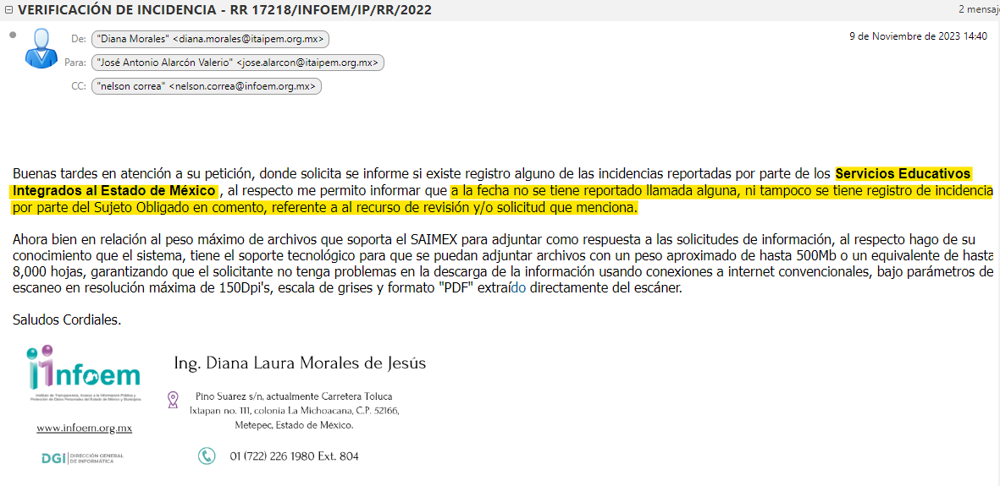 VERIFICACIÓN DE INCIDENCIA - RR 17218/INFOEM/IP/RR/2022
2 mensaj
De: "Diana Morales" <diana.morales@itaipem.org.mx>
9 de Noviembre de 2023 14:40
Para: "José Antonio Alarcón Valerio" <jose.alarcon@itaipem.org.mx>
CC: "nelson correa" <nelson.correa@infoem.org.mx>
Buenas tardes en atención a su petición, donde solicita se informe si existe registro alguno de las incidencias reportadas por parte de los Servicios Educativos
Integrados al Estado de México , al respecto me permito informar que a la fecha no se tiene reportado llamada alguna, ni tampoco se tiene registro de incidencia
por parte del Sujeto Obligado en comento, referente a al recurso de revisión y/o solicitud que menciona.
Ahora bien en relación al peso máximo de archivos que soporta el SAIMEX para adjuntar como respuesta a las solicitudes de información, al respecto hago de su
conocimiento que el sistema, tiene el soporte tecnológico para que se puedan adjuntar archivos con un peso aproximado de hasta 500Mb o un equivalente de hasta
8,000 hojas, garantizando que el solicitante no tenga problemas en la descarga de la información usando conexiones a internet convencionales, bajo parámetros de
escaneo en resolución máxima de 150Dpi's, escala de grises y formato "PDF" extraído directamente del escáner.
Saludos Cordiales.
infoem
Instituto de Transparencia, Acceso a la Información Pública y
Protección de Datos Personales del Estado de México y Municipios
www.infoem.org.mx
DGI DIRECCIÓN GENERAL
DE INFORMÁTICA
Ing. Diana Laura Morales de Jesús
Pino Suárez s/n, actualmente Carretera Toluca
Ixtapan no. 111, colonia La Michoacana, C.P. 52166,
Metepec, Estado de México.
01 (722) 226 1980 Ext. 804